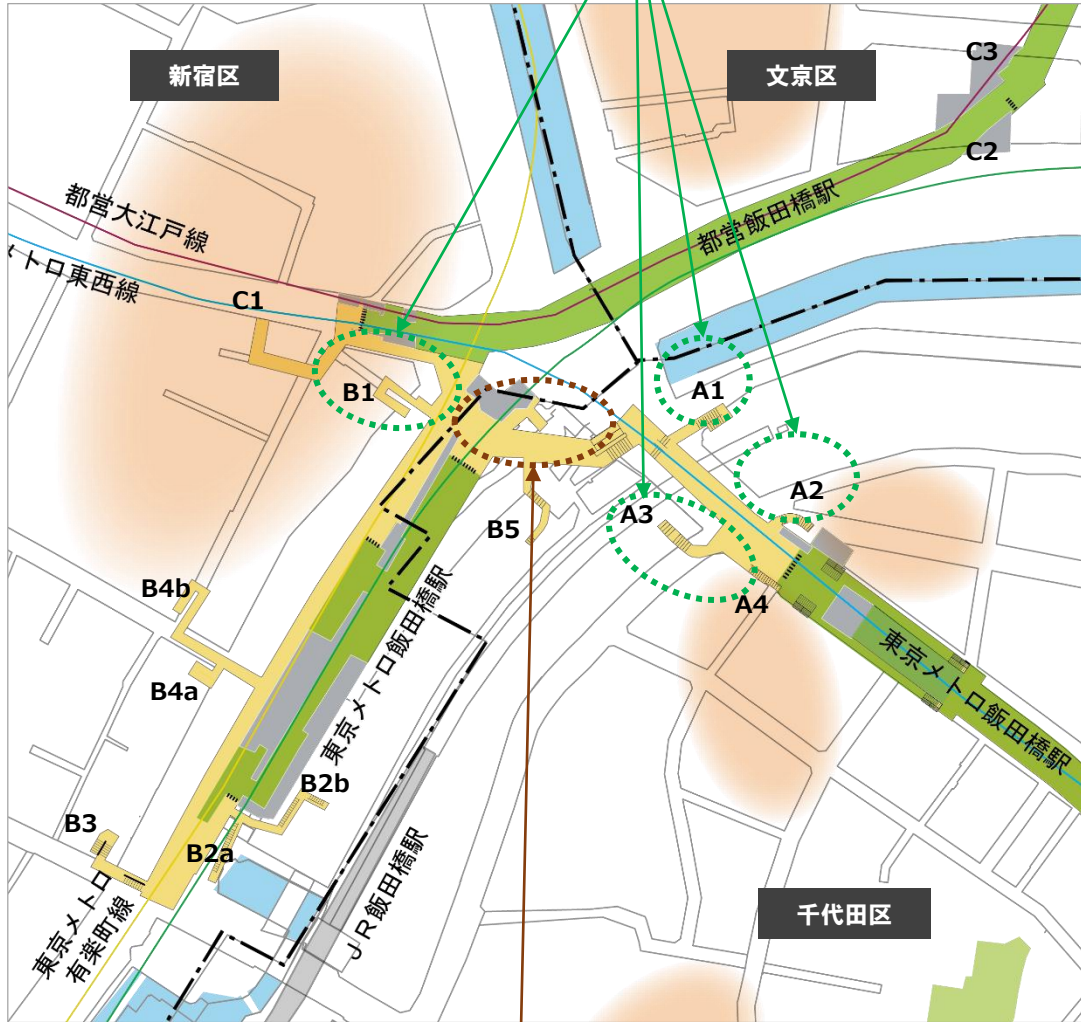 新宿区
文京区
C3
C2
都営大江戸線
メトロ東西線
都営飯田橋駅
C1
B1
A1
A2
A3
A4
B5
B4b
B4a
東京メトロ飯田橋駅
東京メトロ飯田橋駅
B3
B2b
B2a
東京メトロ
有楽町線
JR飯田橋駅
千代田区